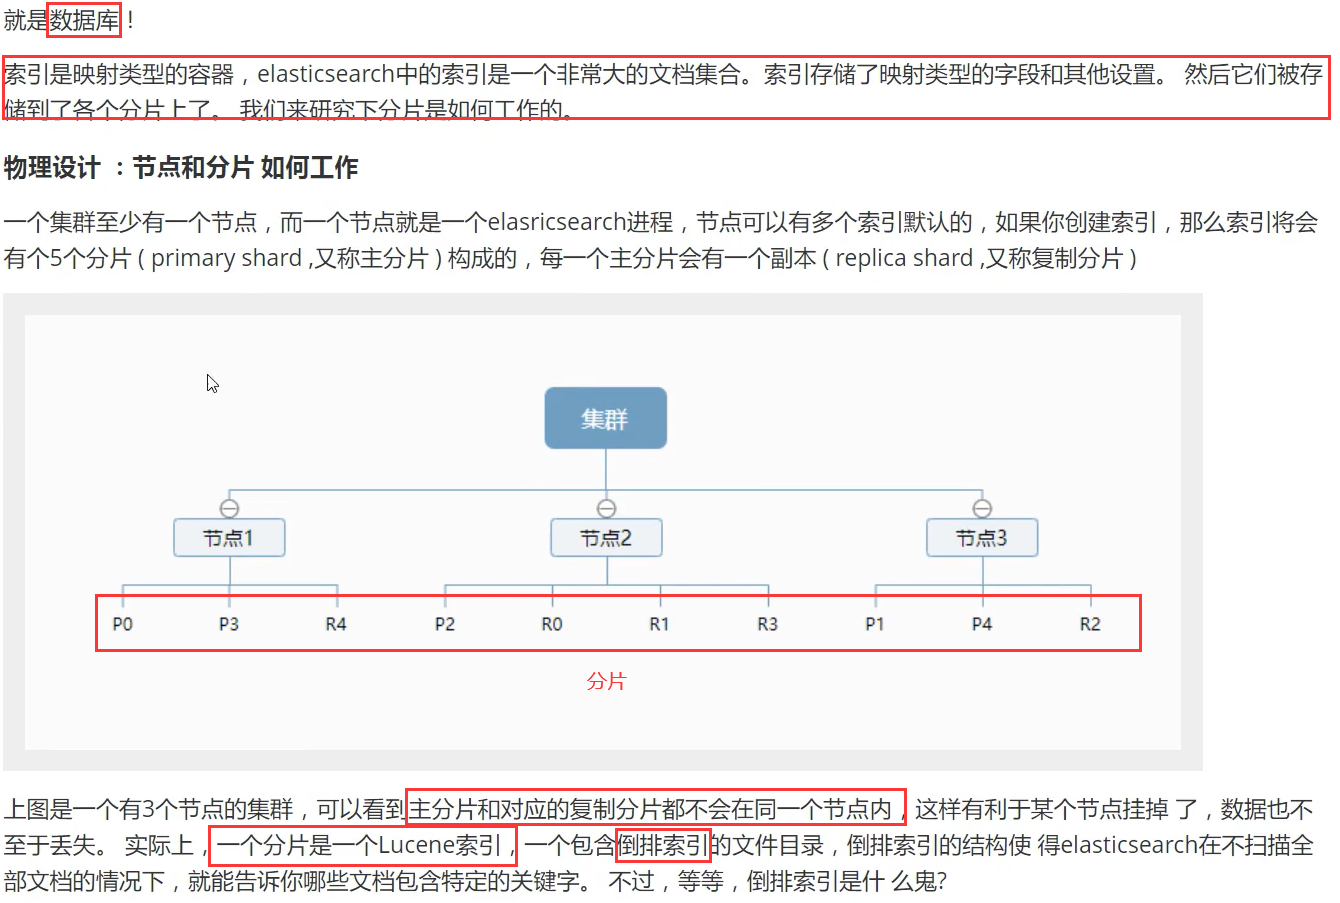 就是数据库！
索引是映射类型的容器，elasticsearch中的索引是一个非常大的文档集合。索引存储了映射类型的字段和其他设置。 然后它们被存
储到了各个分片上了。 我们来研究下分片是如何工作的。
物理设计 ：节点和分片 如何工作
一个集群至少有一个节点，而一个节点就是一个elasricsearch进程，节点可以有多个索引默认的，如果你创建索引，那么索引将会
有个5个分片 ( primary shard ,又称主分片 ) 构成的，每一个主分片会有一个副本 ( replica shard ,又称复制分片 )
集群
节点1 节点2 节点3
P0 P3 R4 P2 R0 R1 R3 P1 P4 R2
分片
上图是一个有3个节点的集群，可以看到主分片和对应的复制分片都不会在同一个节点内，这样有利于某个节点挂掉 了，数据也不
至于丢失。 实际上，一个分片是一个Lucene索引，一个包含倒排索引的文件目录，倒排索引的结构使 得elasticsearch在不扫描全
部文档的情况下，就能告诉你哪些文档包含特定的关键字。 不过，等等，倒排索引是什 么鬼?